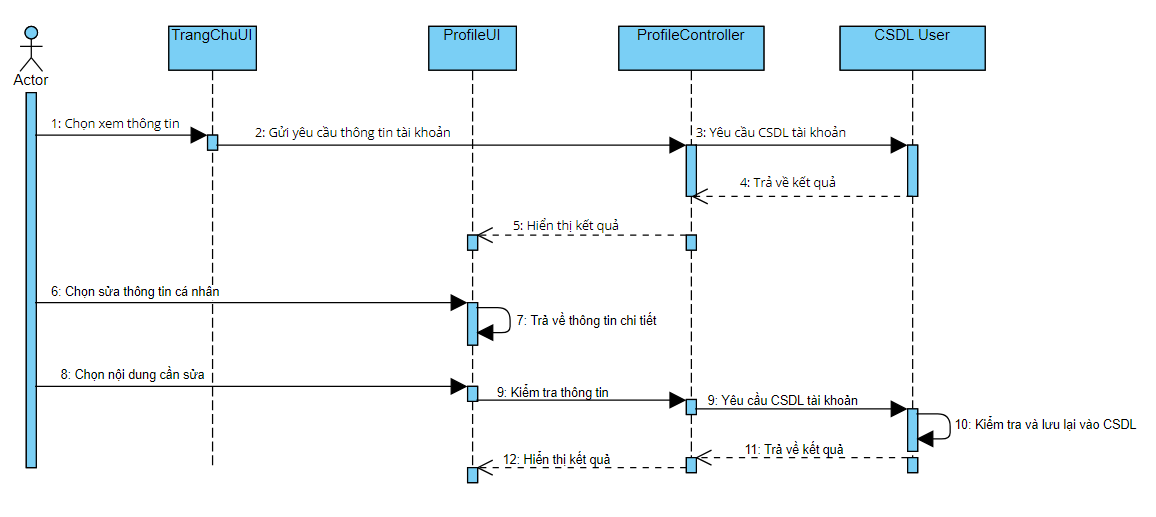 TrangChuUI
ProfileUI
ProfileController
CSDL User
Actor
1: Chọn xem thông tin
2: Gửi yêu cầu thông tin tài khoản
3: Yêu cầu CSDL tài khoản
4: Trả về kết quả
5: Hiển thị kết quả
6: Chọn sửa thông tin cá nhân
7: Trả về thông tin chi tiết
8: Chọn nội dung cần sửa
9: Kiểm tra thông tin
9: Yêu cầu CSDL tài khoản
10: Kiểm tra và lưu lại vào CSDL
11: Trả về kết quả
12: Hiển thị kết quả